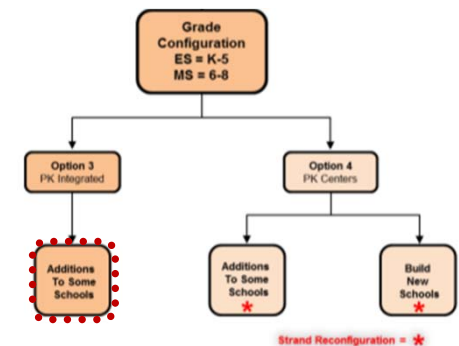 Grade
Configuration
ES = K-5
MS = 6-8
Option 3
PK Integrated
Option 4
PK Centers
Additions
To Some
Schools
Additions
To Some
Schools
*
Build
New
Schools
*
Strand Reconfiguration = *